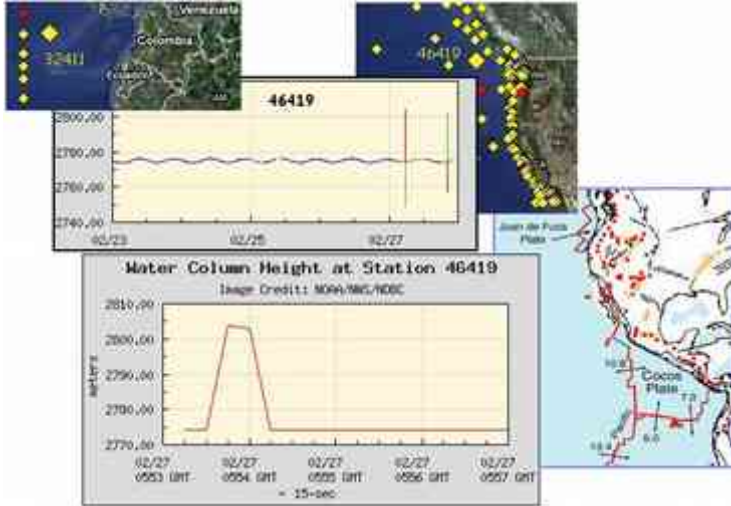 Venezuela
32411
Colombia
Ecuador
46419
46419
2800.00
2780.00
2760.00
2740.00
02/23
02/25
02/27
Juan de Fuca
Plate
Water Column Height at Station 46419
Image Credit: NOAA/NWS/NDBC
2810.00
2800.00
2790.00
2780.00
2770.00
meters
02/27
02/27
02/27
02/27
02/27
0553 GMT
0554 GMT
0555 GMT
0556 GMT
0557 GMT
= 15-sec
Cocos
Plate